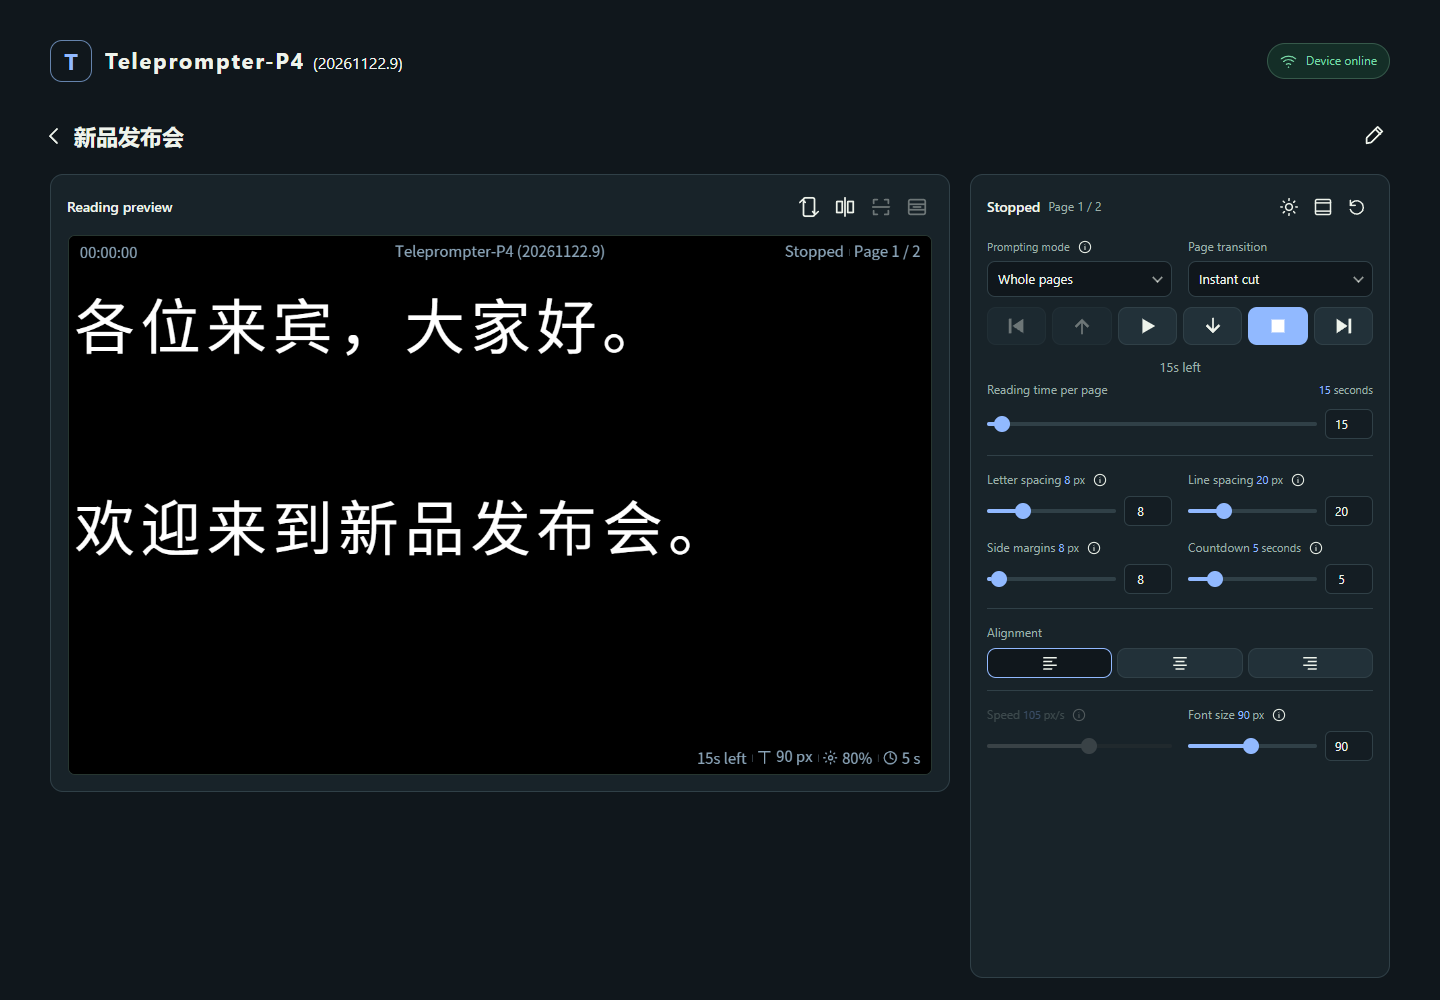 T
Teleprompter-P4 (20261122.9)
Device online
新品发布会
Reading preview
00:00:00
Teleprompter-P4 (20261122.9)
Stopped
Page 1 / 2
各位来宾，大家好。
欢迎来到新品发布会。
15s left
90 px
80%
5 s
Stopped
Page 1 / 2
Prompting mode
Page transition
Whole pages
Instant cut
15s left
Reading time per page
15 seconds
15
Letter spacing 8 px
Line spacing 20 px
8
20
Side margins 8 px
Countdown 5 seconds
8
5
Alignment
Speed 105 px/s
Font size 90 px
90